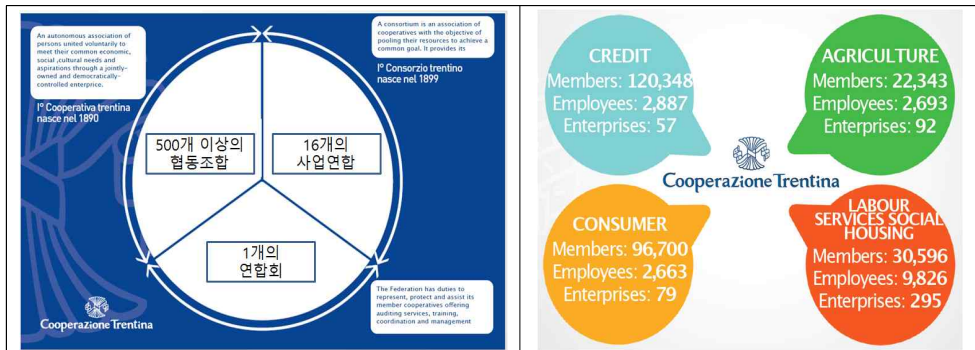 An autonomous association of
persons united voluntarily to
meet their common economic,
social ,cultural needs and
aspirations through a jointly-
owned and democratically-
controlled enterprice.
I° Cooperativa trentina
nasce nel 1890
A consortium is an association of
cooperatives with the objective of
pooling their resources to achieve a
common goal. It provides its
I° Consorzio trentino
nasce nel 1899
500개 이상의
협동조합
16개의
사업연합
1개의
연합회
The Federation has duties to
represent, protect and assist its
member cooperatives offering
auditing services, training,
coordination and management
Cooperazione Trentina
CREDIT
Members: 120,348
Employees: 2,887
Enterprises: 57
AGRICULTURE
Members: 22,343
Employees: 2,693
Enterprises: 92
Cooperazione Trentina
CONSUMER
Members: 96,700
Employees: 2,663
Enterprises: 79
LABOUR
SERVICES SOCIAL
HOUSING
Members: 30,596
Employees: 9,826
Enterprises: 295